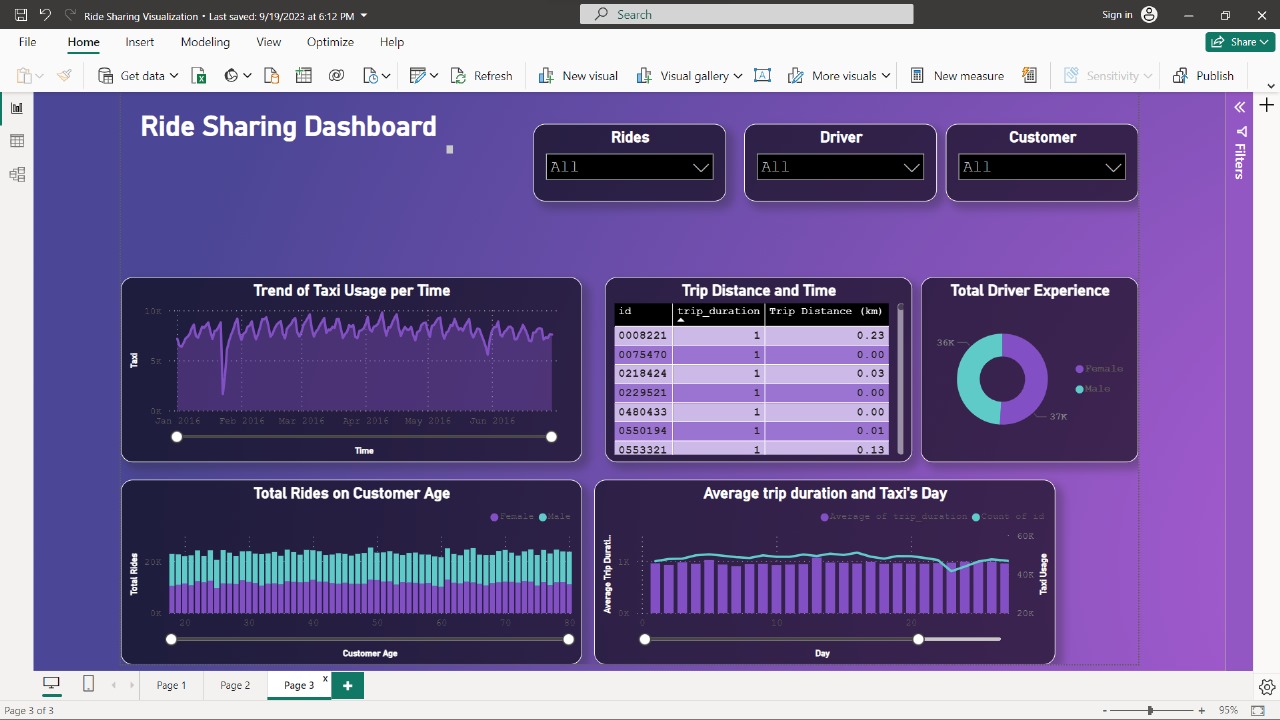 Ride Sharing Visualization • Last saved: 9/19/2023 at 6:32 PM
Search
Sign in
File Home Insert Modeling View Optimize Help
Share
Get data
Refresh
New visual
Visual gallery
More visuals
New measure
Sensitivity
Publish
Ride Sharing Dashboard
Rides
All
Driver
All
Customer
All
Filters
Trend of Taxi Usage per Time
10K
5K
0K
Taxi
Jan 2016 Feb 2016 Mar 2016 Apr 2016 May 2016 Jun 2016
Time
Trip Distance and Time
id trip_duration Trip Distance (km)
0008221 1 0.23
0075470 1 0.00
0218424 1 0.03
0229521 1 0.00
0480433 1 0.00
0550194 1 0.01
0553321 1 0.13
Total Driver Experience
36K
37K
Female
Male
Total Rides on Customer Age
Female Male
Total Rides
20K
0K
20 30 40 50 60 70 80
Customer Age
Average trip duration and Taxi's Day
Average of trip_duration Count of id
Average Trip Durati...
1K
0K
60K
40K
20K
Taxi Usage
0 10 20
Day
Page 1 Page 2 Page 3 x +
Page 3 of 3
- + 95%